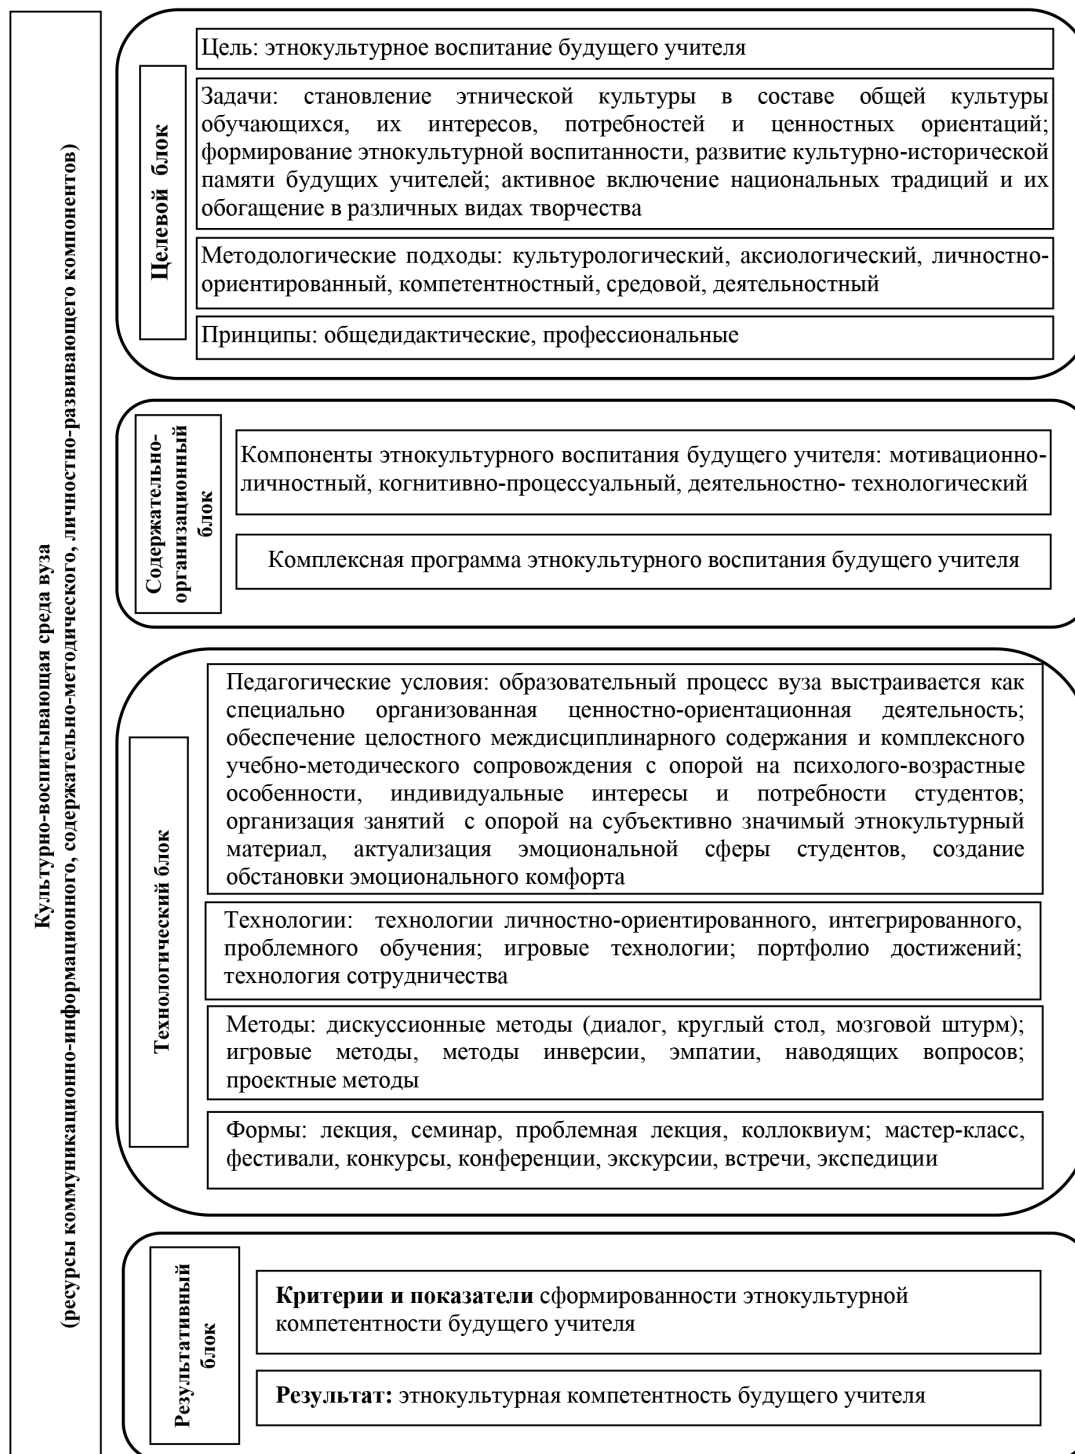 Культурно-воспитывающая среда вуза
(ресурсы коммуникационно-информационного, содержательно-методического, личностно-развивающего компонентов)
Целевой блок
Цель: этнокультурное воспитание будущего учителя
Задачи: становление этнической культуры в составе общей культуры
обучающихся, их интересов, потребностей и ценностных ориентаций;
формирование этнокультурной воспитанности, развитие культурно-исторической
памяти будущих учителей; активное включение национальных традиций и их
обогащение в различных видах творчества
Методологические подходы: культурологический, аксиологический, личностно-
ориентированный, компетентностный, средовой, деятельностный
Принципы: общедидактические, профессиональные
Содержательно-
организационный
блок
Компоненты этнокультурного воспитания будущего учителя: мотивационно-
личностный, когнитивно-процессуальный, деятельностно- технологический
Комплексная программа этнокультурного воспитания будущего учителя
Технологический блок
Педагогические условия: образовательный процесс вуза выстраивается как
специально организованная ценностно-ориентационная деятельность;
обеспечение целостного междисциплинарного содержания и комплексного
учебно-методического сопровождения с опорой на психолого-возрастные
особенности, индивидуальные интересы и потребности студентов;
организация занятий с опорой на субъективно значимый этнокультурный
материал, актуализация эмоциональной сферы студентов, создание
обстановки эмоционального комфорта
Технологии: технологии личностно-ориентированного, интегрированного,
проблемного обучения; игровые технологии; портфолио достижений;
технология сотрудничества
Методы: дискуссионные методы (диалог, круглый стол, мозговой штурм);
игровые методы, методы инверсии, эмпатии, наводящих вопросов;
проектные методы
Формы: лекция, семинар, проблемная лекция, коллоквиум; мастер-класс,
фестивали, конкурсы, конференции, экскурсии, встречи, экспедиции
Результативный
блок
Критерии и показатели сформированности этнокультурной
компетентности будущего учителя
Результат: этнокультурная компетентность будущего учителя